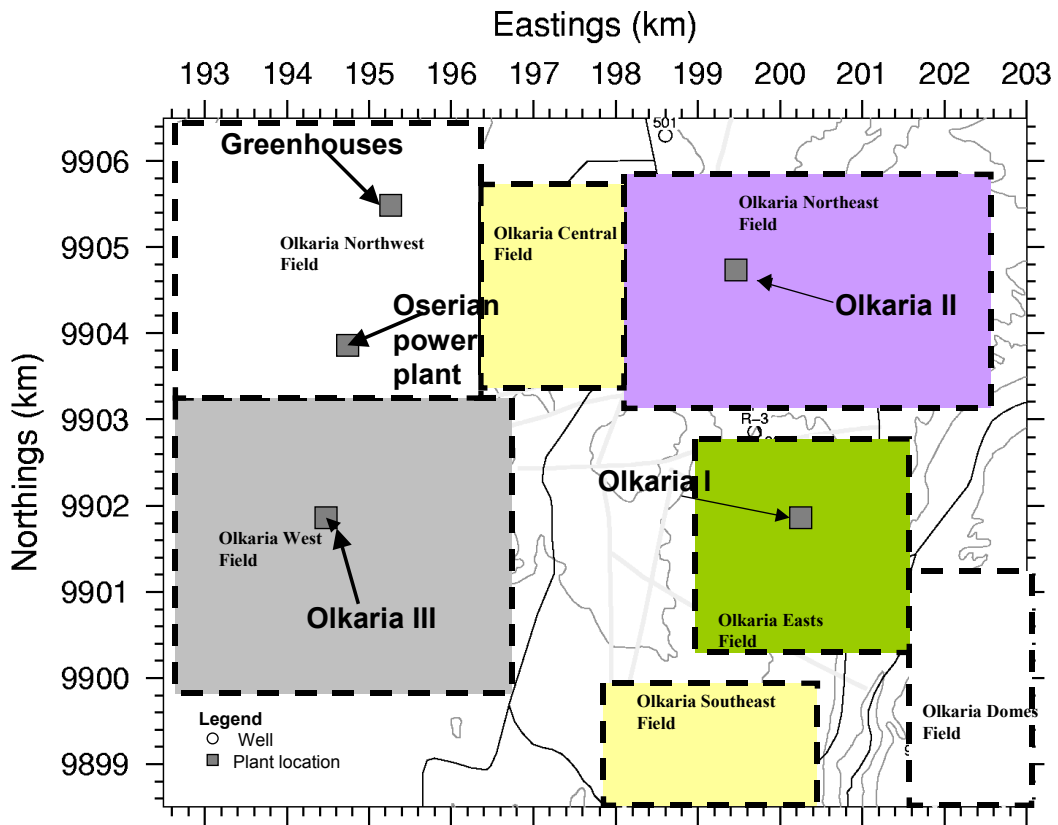 Eastings (km)
193 194 195 196 197 198 199 200 201 202 203
9906
9905
9904
9903
9902
9901
9900
9899
Northings (km)
501
Greenhouses
Olkaria Northwest
Field
Olkaria Central
Field
Olkaria Northeast
Field
Oserian
power
plant
Olkaria II
R-3
Olkaria I
Olkaria West
Field
Olkaria III
Olkaria Easts
Field
Olkaria Southeast
Field
Olkaria Domes
Field
Legend
Well
Plant location